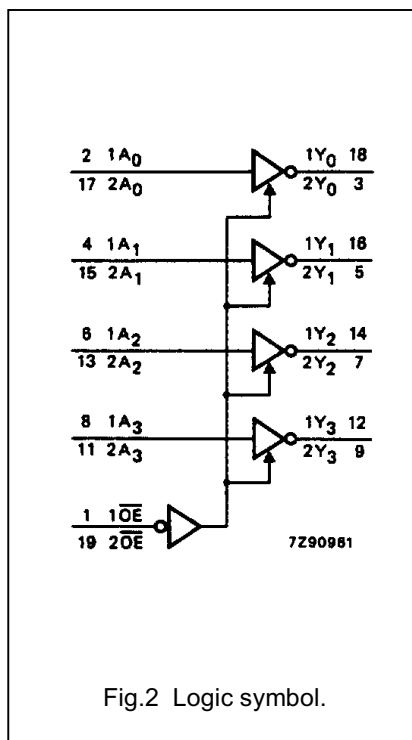 2 1A0 1Y0 18
17 2A0 2Y0 3
4 1A1 1Y1 16
15 2A1 2Y1 5
6 1A2 1Y2 14
13 2A2 2Y2 7
8 1A3 1Y3 12
11 2A3 2Y3 9
1 1O̅E̅
19 2O̅E̅
7Z90961
Fig.2 Logic symbol.